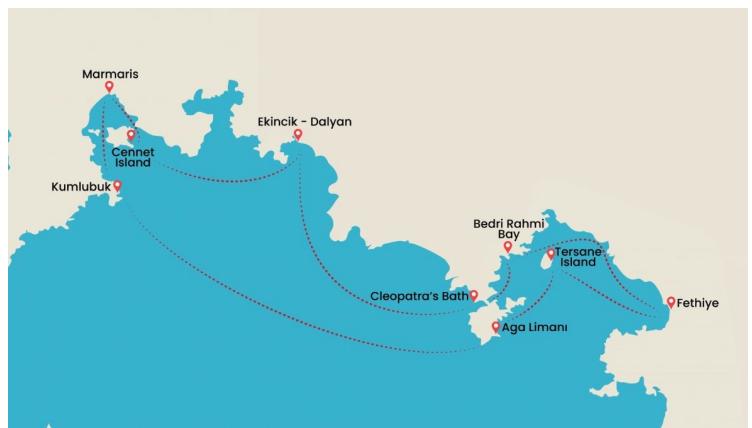 Marmaris
Ekincik - Dalyan
Cennet
Island
Kumlubuk
Bedri Rahmi
Bay
Tersane
Island
Cleopatra's Bath
Fethiye
Aga Limanı